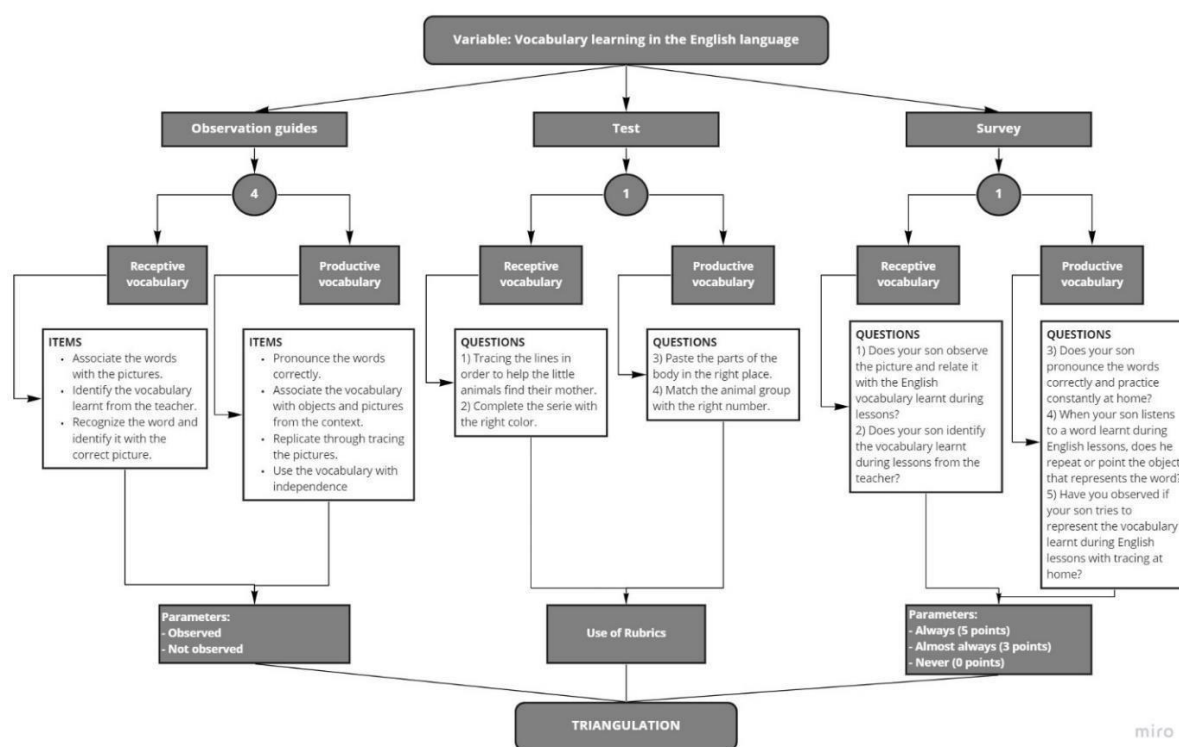 Variable: Vocabulary learning in the English language
Observation guides
Test
Survey
4
1
1
Receptive
vocabulary
Productive
vocabulary
Receptive
vocabulary
Productive
vocabulary
Receptive
vocabulary
Productive
vocabulary
ITEMS
• Associate the words
with the pictures.
• Identify the vocabulary
learnt from the teacher.
• Recognize the word and
identify it with the
correct picture.
ITEMS
• Pronounce the words
correctly.
• Associate the vocabulary
with objects and pictures
from the context.
• Replicate through tracing
the pictures.
• Use the vocabulary with
independence
QUESTIONS
1) Tracing the lines in
order to help the little
animals find their mother.
2) Complete the serie with
the right color.
QUESTIONS
3) Paste the parts of the
body in the right place.
4) Match the animal group
with the right number.
QUESTIONS
1) Does your son observe
the picture and relate it
with the English
vocabulary learnt during
lessons?
2) Does your son identify
the vocabulary learnt
during lessons from the
teacher?
QUESTIONS
3) Does your son
pronounce the words
correctly and practice
constantly at home?
4) When your son listens
to a word learnt during
English lessons, does he
repeat or point the object
that represents the word?
5) Have you observed if
your son tries to
represent the vocabulary
learnt during English
lessons with tracing at
home?
Parameters:
- Observed
- Not observed
Use of Rubrics
Parameters:
- Always (5 points)
- Almost always (3 points)
- Never (0 points)
TRIANGULATION
miro